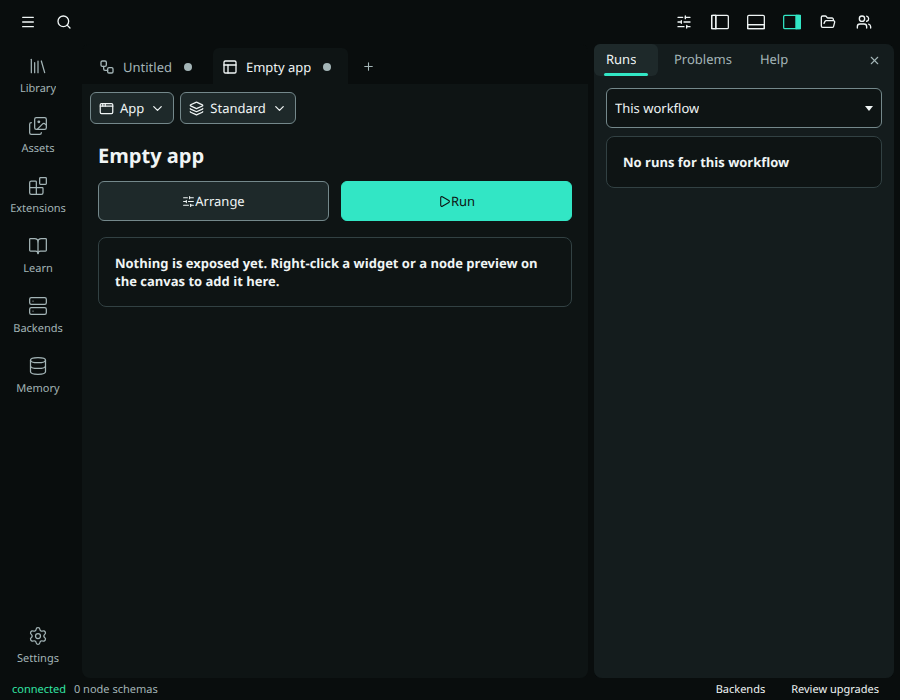 Library
Assets
Extensions
Learn
Backends
Memory
Settings
Untitled
Empty app
App
Standard
Empty app
Arrange
Run
Nothing is exposed yet. Right-click a widget or a node preview on
the canvas to add it here.
Runs
Problems
Help
This workflow
No runs for this workflow
connected
0 node schemas
Backends
Review upgrades